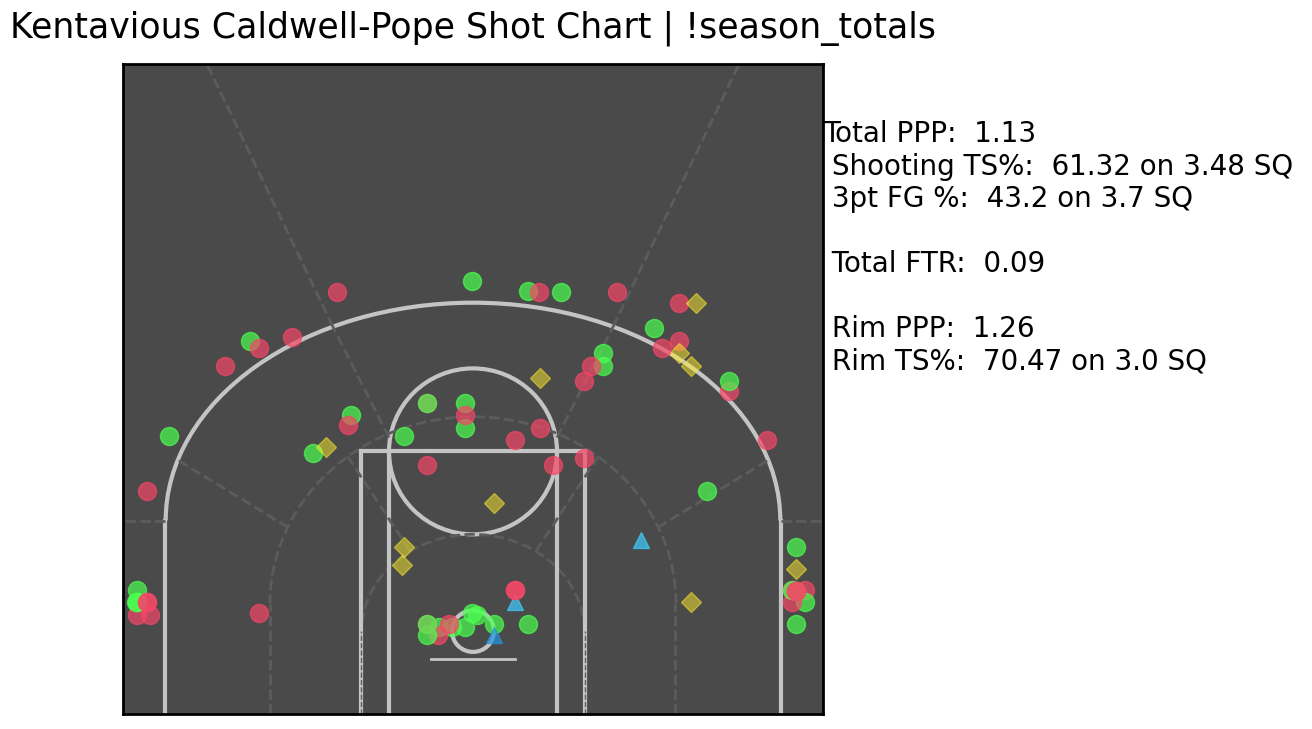 Kentavious Caldwell-Pope Shot Chart | !season_totals
Total PPP:  1.13
Shooting TS%:  61.32 on 3.48 SQ
3pt FG %:  43.2 on 3.7 SQ
Total FTR:  0.09
Rim PPP:  1.26
Rim TS%:  70.47 on 3.0 SQ